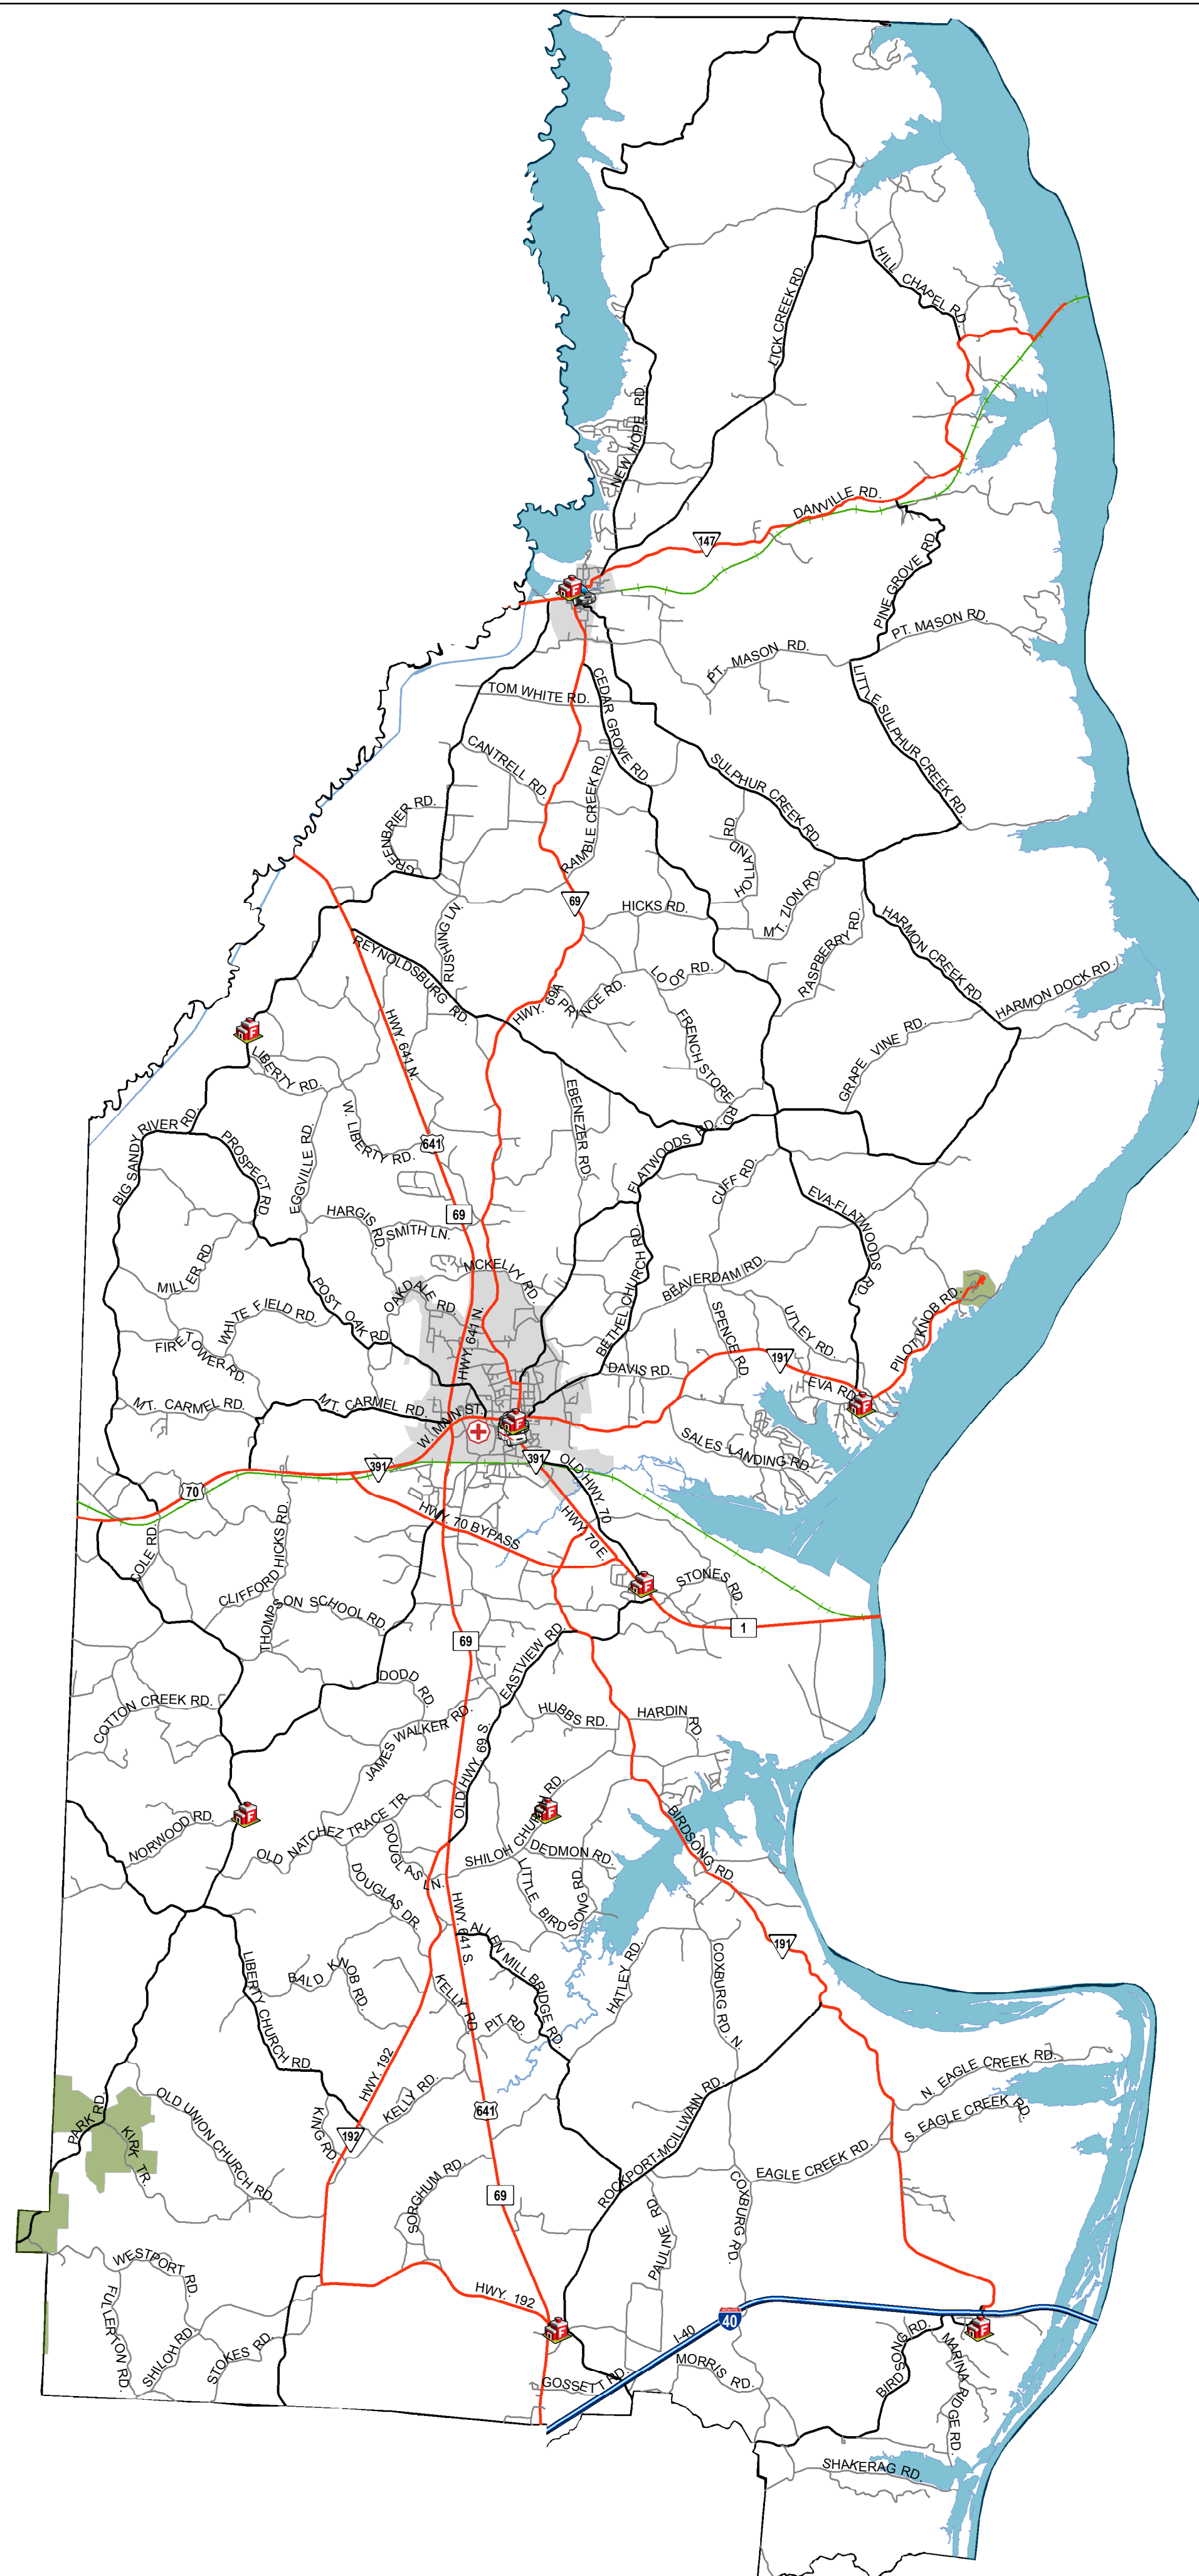 HILL CHAPEL RD.
LICK CREEK RD.
NEW HOPE RD.
DANVILLE RD.
147
PINE GROVE RD.
PT. MASON RD.
PT. MASON RD.
LITTLE SULPHUR CREEK RD.
TOM WHITE RD.
CEDAR GROVE RD.
CANTRELL RD.
SULPHUR CREEK RD.
RAMBLE CREEK RD.
GREENBRIER RD.
HOLLAND RD.
MT. ZION RD.
69
HICKS RD.
RUSHING LN.
RASPBERRY RD.
HARMON CREEK RD.
REYNOLDSBURG RD.
LOOP RD.
HARMON DOCK RD.
HWY. 69A
PRYNCE RD.
HWY. 641 N.
FRENCH STORE RD.
GRAPE VINE RD.
LIBERTY RD.
W. LIBERTY RD.
EBENEZER RD.
BIG SANDY RIVER RD.
PROSPECT RD
EGGVILLE RD.
641
FLATWOODS RD.
CUFF RD.
EVA-FLATWOODS RD.
HARGIS RD.
SMITH LN.
69
MILLER RD.
MCKELVY RD.
BETHEL CHURCH RD.
BEAVERDAM RD.
OAKDALE RD
POST OAK RD.
WHITE FIELD RD.
FIRETOWER RD.
HWY. 641 N.
SPENCE RD
UTLEY RD.
PILOT KNOB RD.
DAVIS RD.
191
EVA RD.
MT. CARMEL RD.
MT. CARMEL RD.
W. MAIN ST.
SALES LANDING RD.
391
391
OLD HWY. 70
70
HWY. 70 BYPASS
HWY 70 E.
COLE RD.
CLIFFORD HICKS RD.
STONES RD.
THOMPSON SCHOOL RD.
1
69
EASTVIEW RD.
DODD RD.
COTTON CREEK RD.
JAMES WALKER RD.
HUBBS RD.
HARDIN RD.
OLD HWY. 69 S.
NORWOOD RD.
OLD NATCHEZ TRACE TR.
SHILOH CHURCH RD.
BIRDSONG RD.
DOUGLAS LN.
DEDMON RD.
DOUGLAS DR.
LITTLE BIRD SONG RD.
HWY. 641 S.
ALLEN MILL BRIDGE RD.
191
LIBERTY CHURCH RD.
BALD KNOB RD.
KELLY RD
PIT RD.
HATLEY RD.
COXBURG RD. N.
HWY. 192
KELLY RD.
N. EAGLE CREEK RD.
S. EAGLE CREEK RD.
PARK RD.
KIRK TR.
OLD UNION CHURCH RD.
KING RD.
192
641
ROCKPORT-MCILLWAIN RD.
EAGLE CREEK RD.
SORGHUM RD.
69
PAULINE RD
COXBURG RD.
WESTPORT RD.
FULLERTON RD.
SHILOH RD.
STOKES RD.
HWY. 192
I-40
40
GOSSETT RD.
MORRIS RD.
BIRDSONG RD.
MARINA RIDGE RD.
SHAKERAG RD.